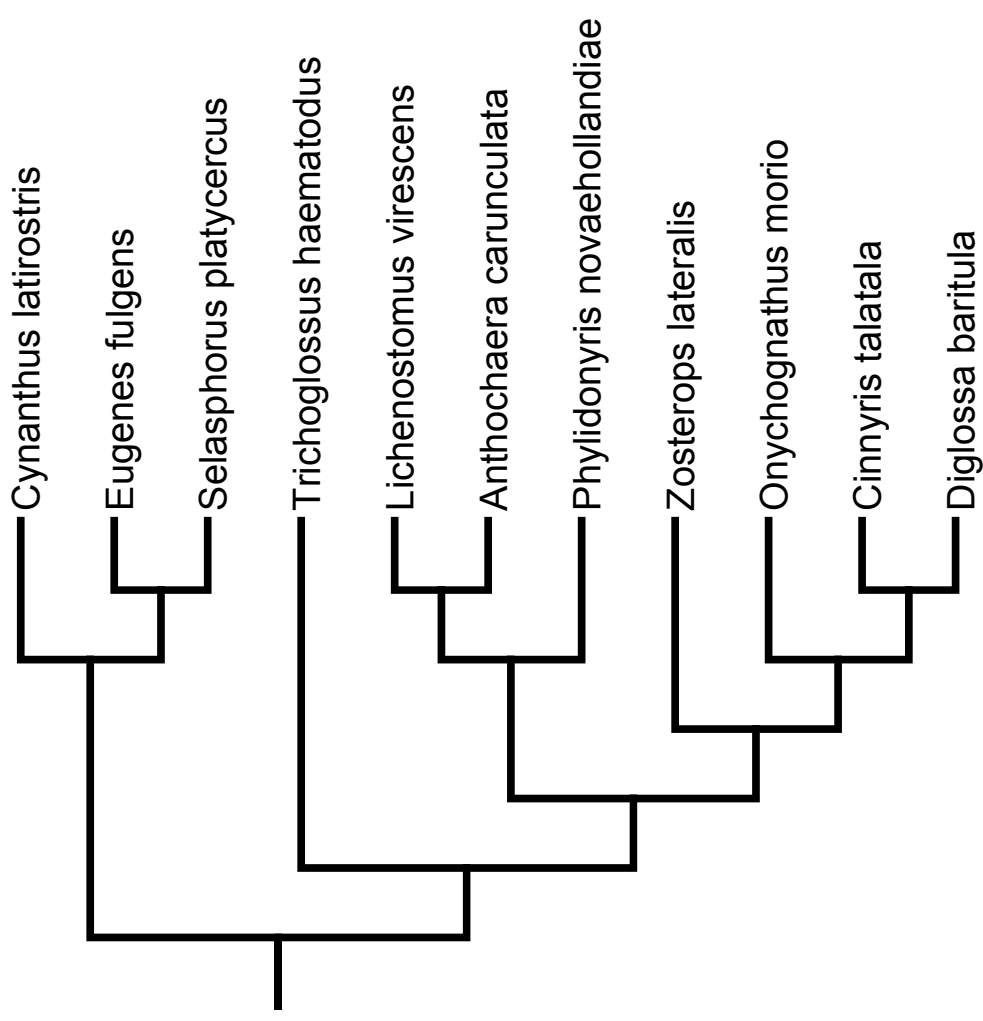 Cynanthus latirostris
Eugenes fulgens
Selasphorus platycercus
Trichoglossus haematodus
Lichenostomus virescens
Anthochaera carunculata
Phylidonyris novaehollandiae
Zosterops lateralis
Onychognathus morio
Cinnyris talatala
Diglossa baritula